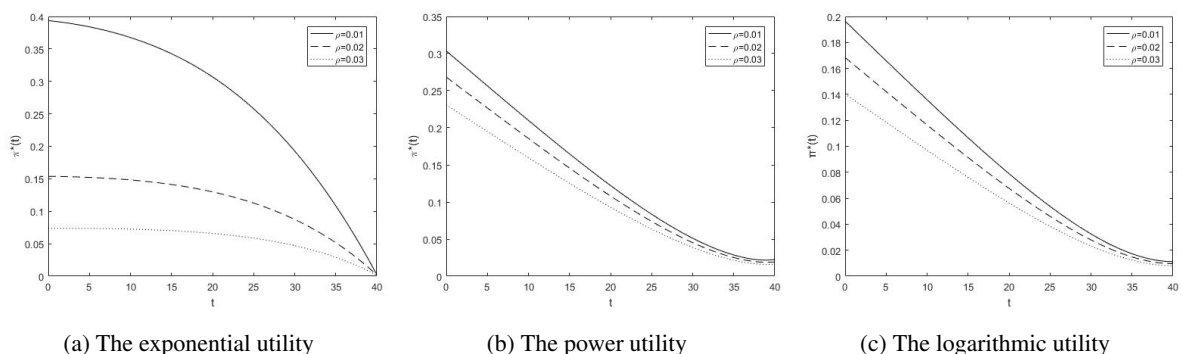 0.4
0.35
0.3
0.25
0.2
0.15
0.1
0.05
0
π*(t)
0 5 10 15 20 25 30 35 40
t
ρ=0.01
ρ=0.02
ρ=0.03
(a) The exponential utility
0.35
0.3
0.25
0.2
0.15
0.1
0.05
0
π*(t)
0 5 10 15 20 25 30 35 40
t
ρ=0.01
ρ=0.02
ρ=0.03
(b) The power utility
0.2
0.18
0.16
0.14
0.12
0.1
0.08
0.06
0.04
0.02
0
π*(t)
0 5 10 15 20 25 30 35 40
t
ρ=0.01
ρ=0.02
ρ=0.03
(c) The logarithmic utility